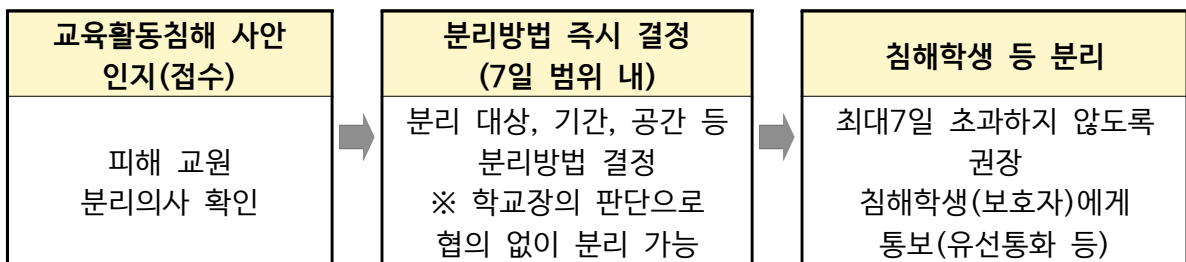 교육활동침해 사안
인지(접수)
피해 교원
분리의사 확인
분리방법 즉시 결정
(7일 범위 내)
분리 대상, 기간, 공간 등
분리방법 결정
※ 학교장의 판단으로
협의 없이 분리 가능
침해학생 등 분리
최대7일 초과하지 않도록
권장
침해학생(보호자)에게
통보(유선통화 등)